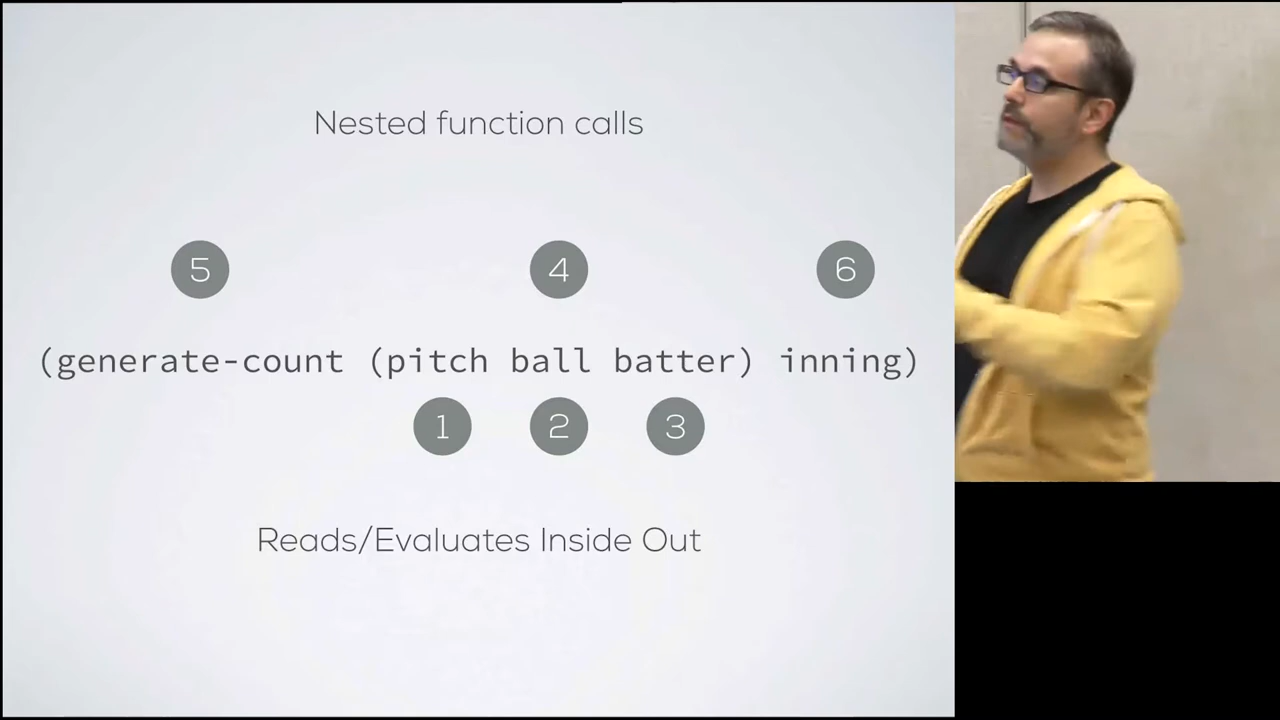 Nested function calls
5 4 6
(generate-count (pitch ball batter) inning)
1 2 3
Reads/Evaluates Inside Out